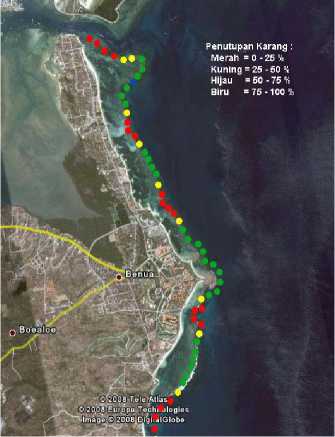 Penutupan Karang :
Merah = 0 - 25 %
Kuning = 25 - 50 %
Hijau = 50 - 75 %
Biru = 75 - 100 %
Benua
Boealoe
© 2008 Tele Atlas
© 2008 Europa Technologies
Image © 2008 DigitalGlobe